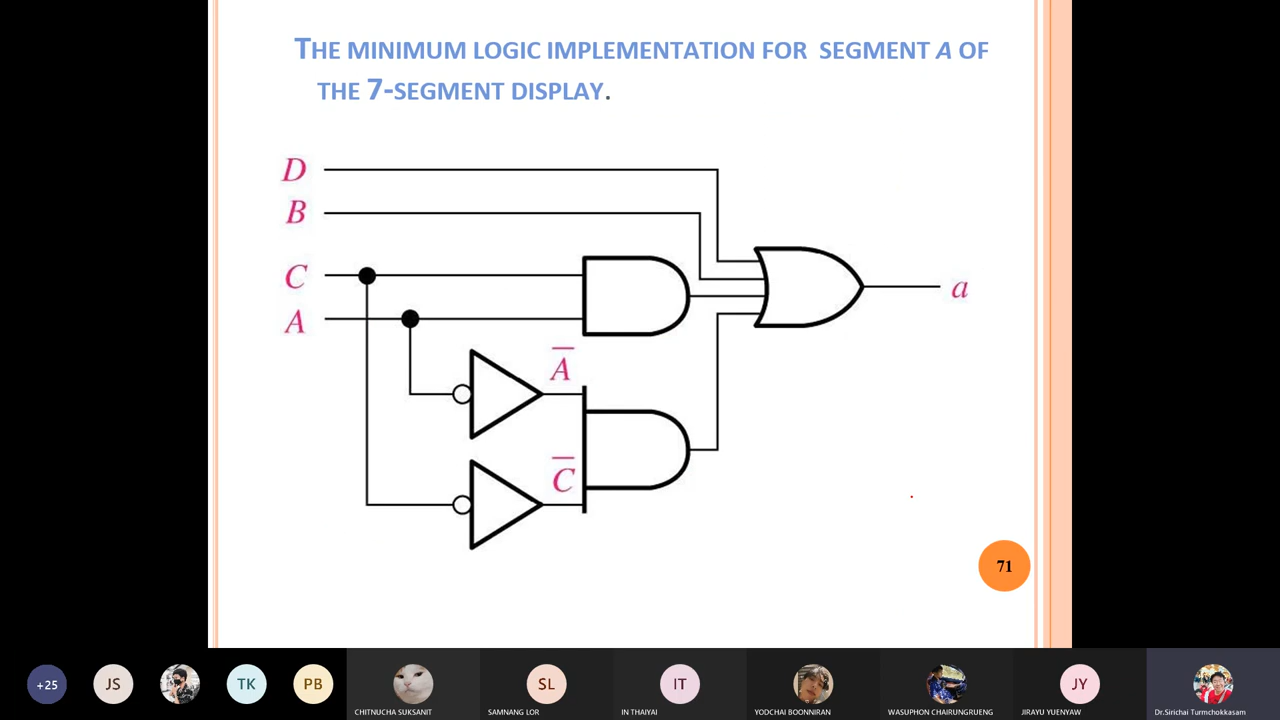 THE MINIMUM LOGIC IMPLEMENTATION FOR SEGMENT A OF
THE 7-SEGMENT DISPLAY.
D
B
C
A
a
A̅
C̅
71
+25
JS
TK
PB
SL
IT
JY
CHITNUCHA SUKSANIT
SAMNANG LOR
IN THAIYAI
YODCHAI BOONNIRAN
WASUPHON CHAIRUNGRUENG
JIRAYU YUENYAW
Dr.Sirichai Turmchokkasam